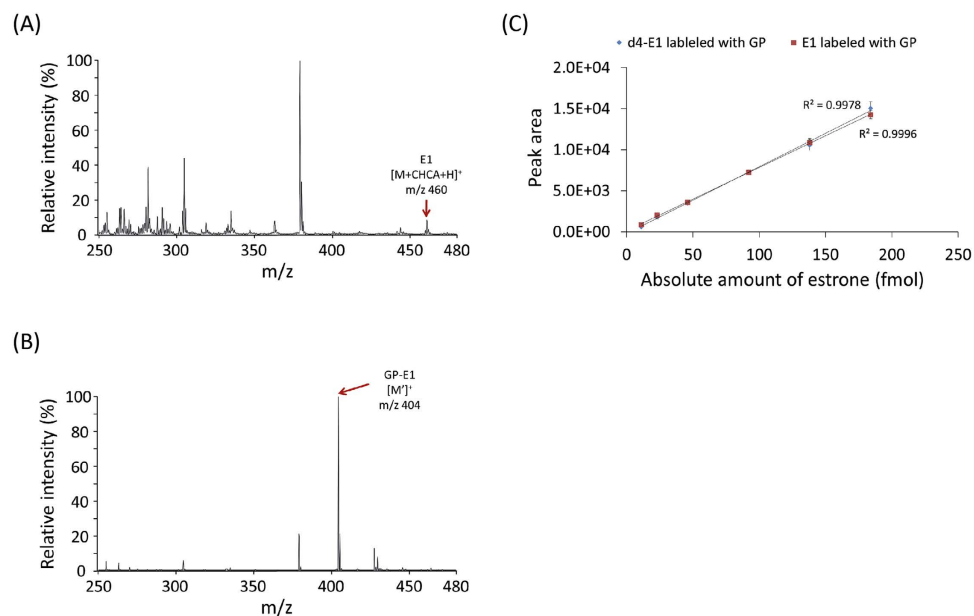 (A)
Relative intensity (%)
100
80
60
40
20
0
250
300
350
400
450
480
m/z
E1
[M+CHCA+H]⁺
m/z 460
(B)
Relative intensity (%)
100
80
60
40
20
0
250
300
350
400
450
480
m/z
GP-E1
[M']⁺
m/z 404
(C)
d4-E1 lableled with GP
E1 labeled with GP
Peak area
2.0E+04
1.5E+04
1.0E+04
5.0E+03
0.0E+00
0
50
100
150
200
250
R² = 0.9978
R² = 0.9996
Absolute amount of estrone (fmol)